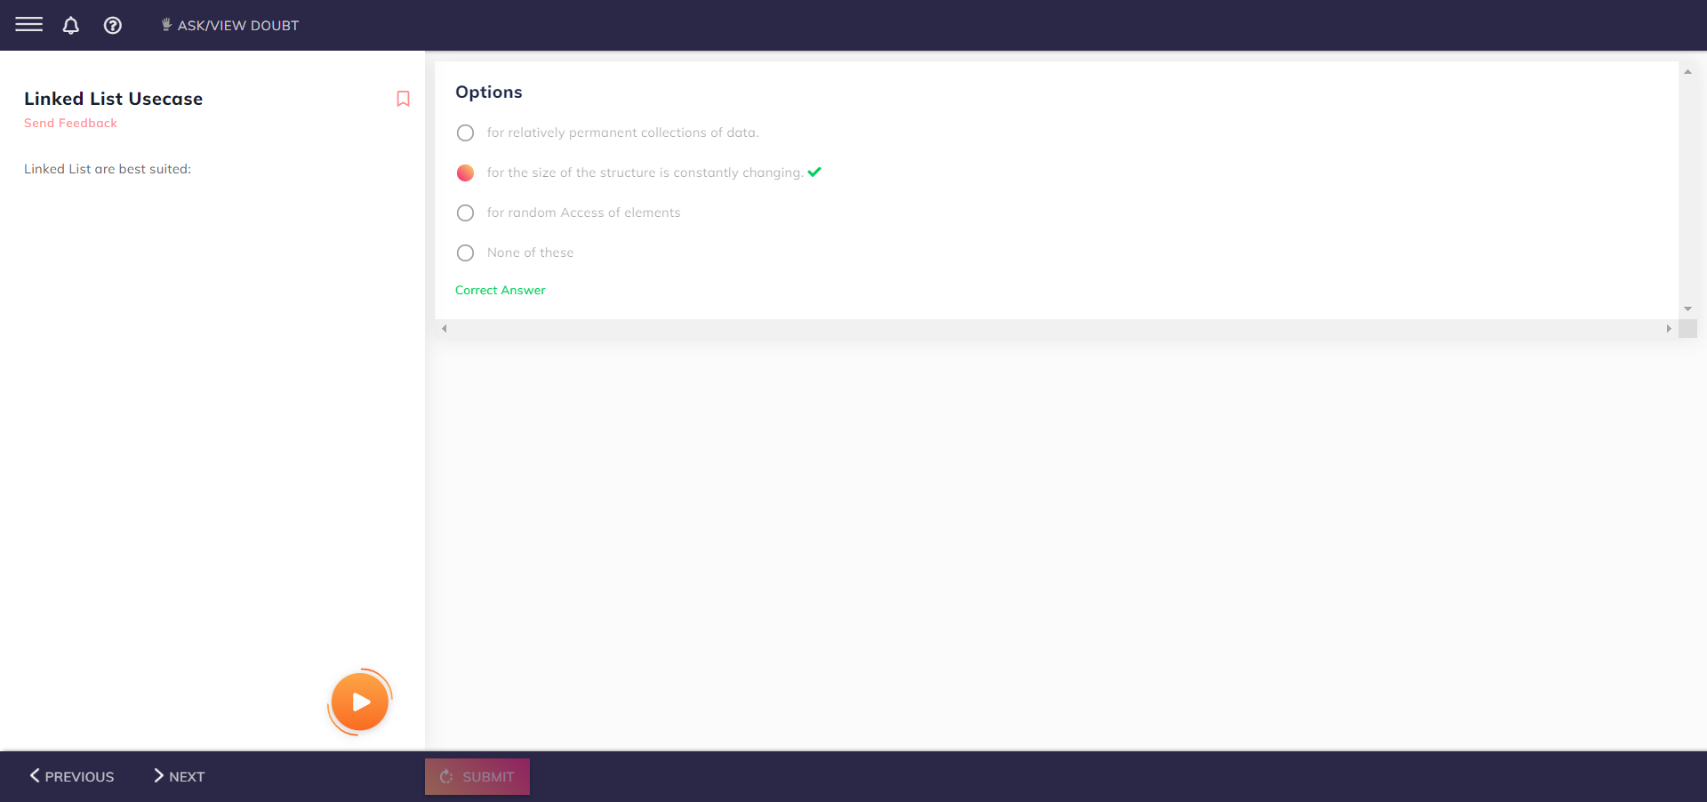 ASK/VIEW DOUBT
Linked List Usecase
Send Feedback
Linked List are best suited:
Options
for relatively permanent collections of data.
for the size of the structure is constantly changing.
for random Access of elements
None of these
Correct Answer
PREVIOUS
NEXT
SUBMIT